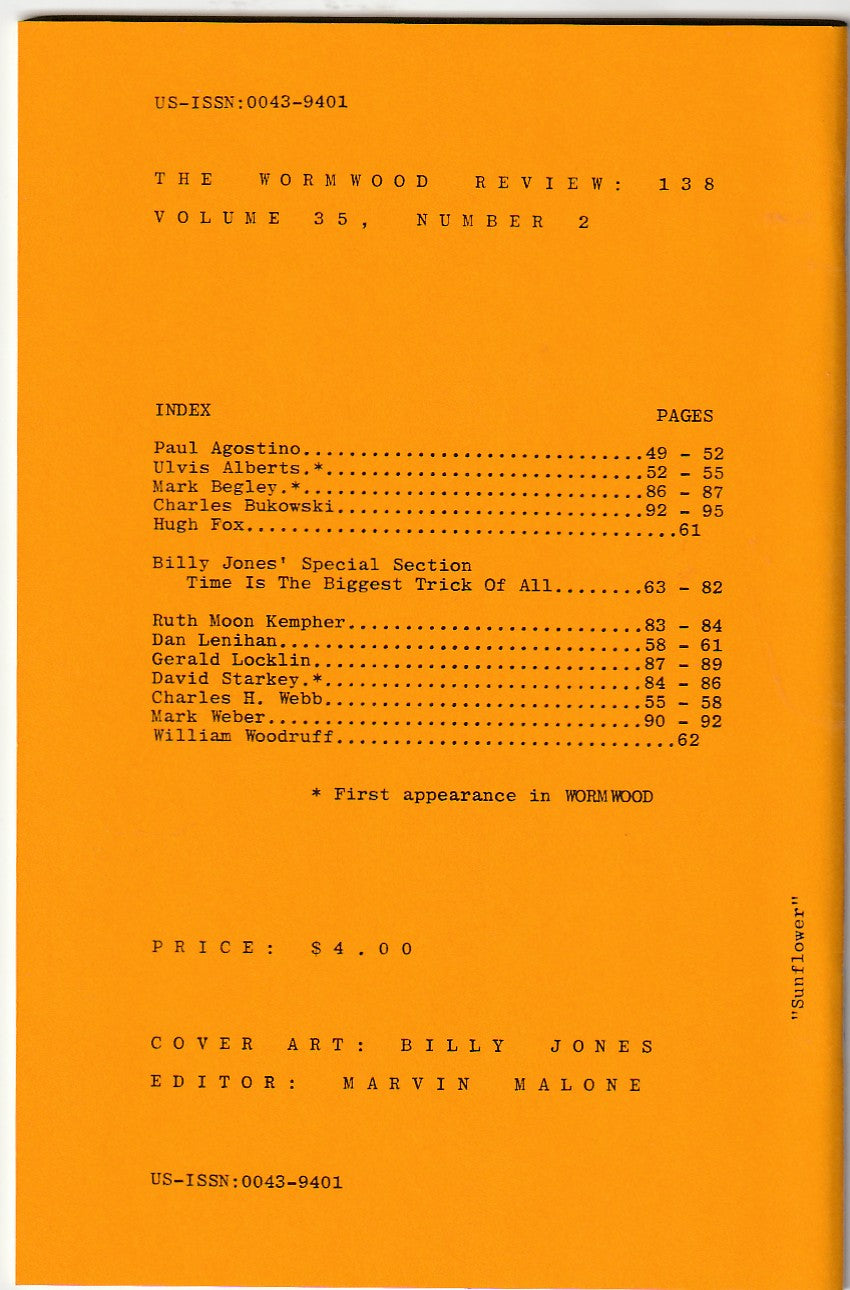 US-ISSN:0043-9401
THE WORMWOOD REVIEW: 138
VOLUME 35, NUMBER 2
INDEX PAGES
Paul Agostino..............................49 - 52
Ulvis Alberts.*............................52 - 55
Mark Begley.*..............................86 - 87
Charles Bukowski...........................92 - 95
Hugh Fox......................................61
Billy Jones' Special Section
Time Is The Biggest Trick Of All........63 - 82
Ruth Moon Kempher..........................83 - 84
Dan Lenihan................................58 - 61
Gerald Locklin.............................87 - 89
David Starkey.*............................84 - 86
Charles H. Webb............................55 - 58
Mark Weber.................................90 - 92
William Woodruff..............................62
* First appearance in WORMWOOD
"Sunflower"
PRICE: $4.00
COVER ART: BILLY JONES
EDITOR: MARVIN MALONE
US-ISSN:0043-9401